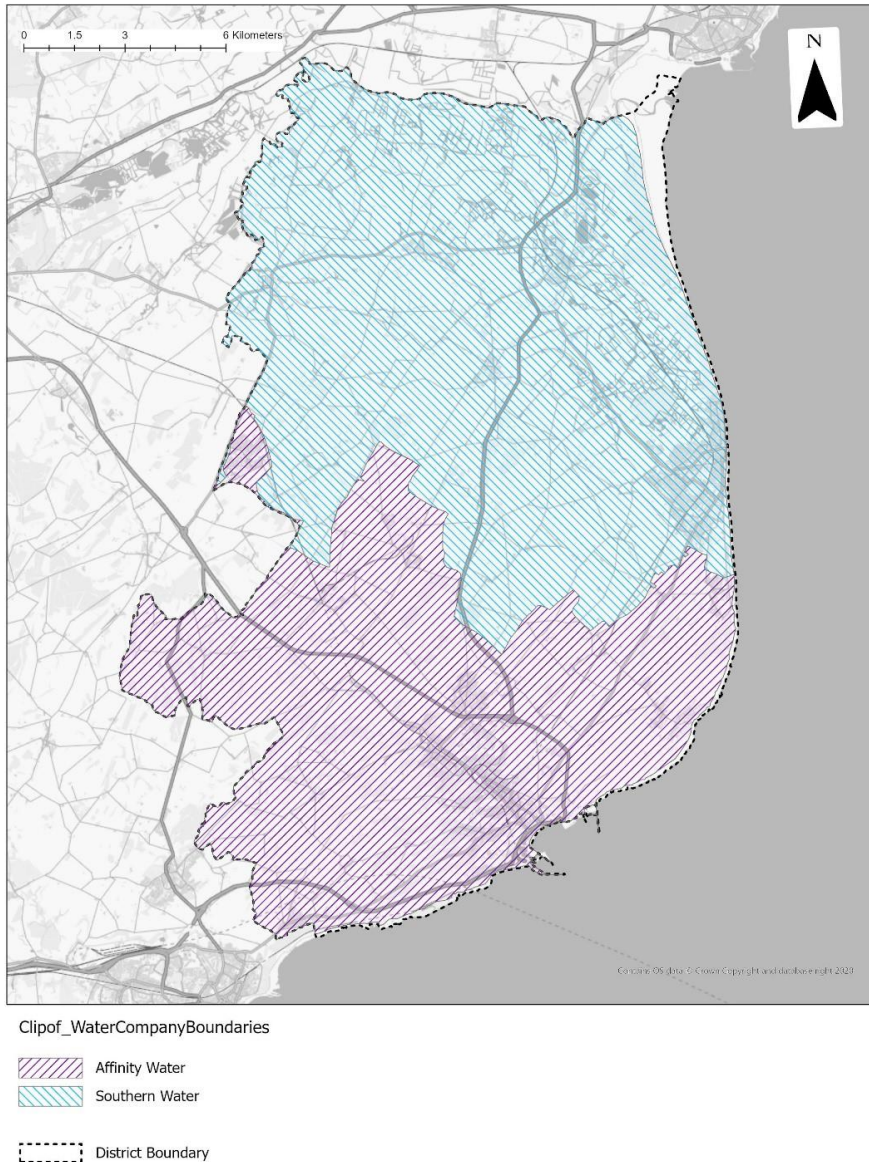 0 1.5 3 6 Kilometers
N
Contains OS data © Crown Copyright and database right 2020
Clipof_WaterCompanyBoundaries
Affinity Water
Southern Water
District Boundary